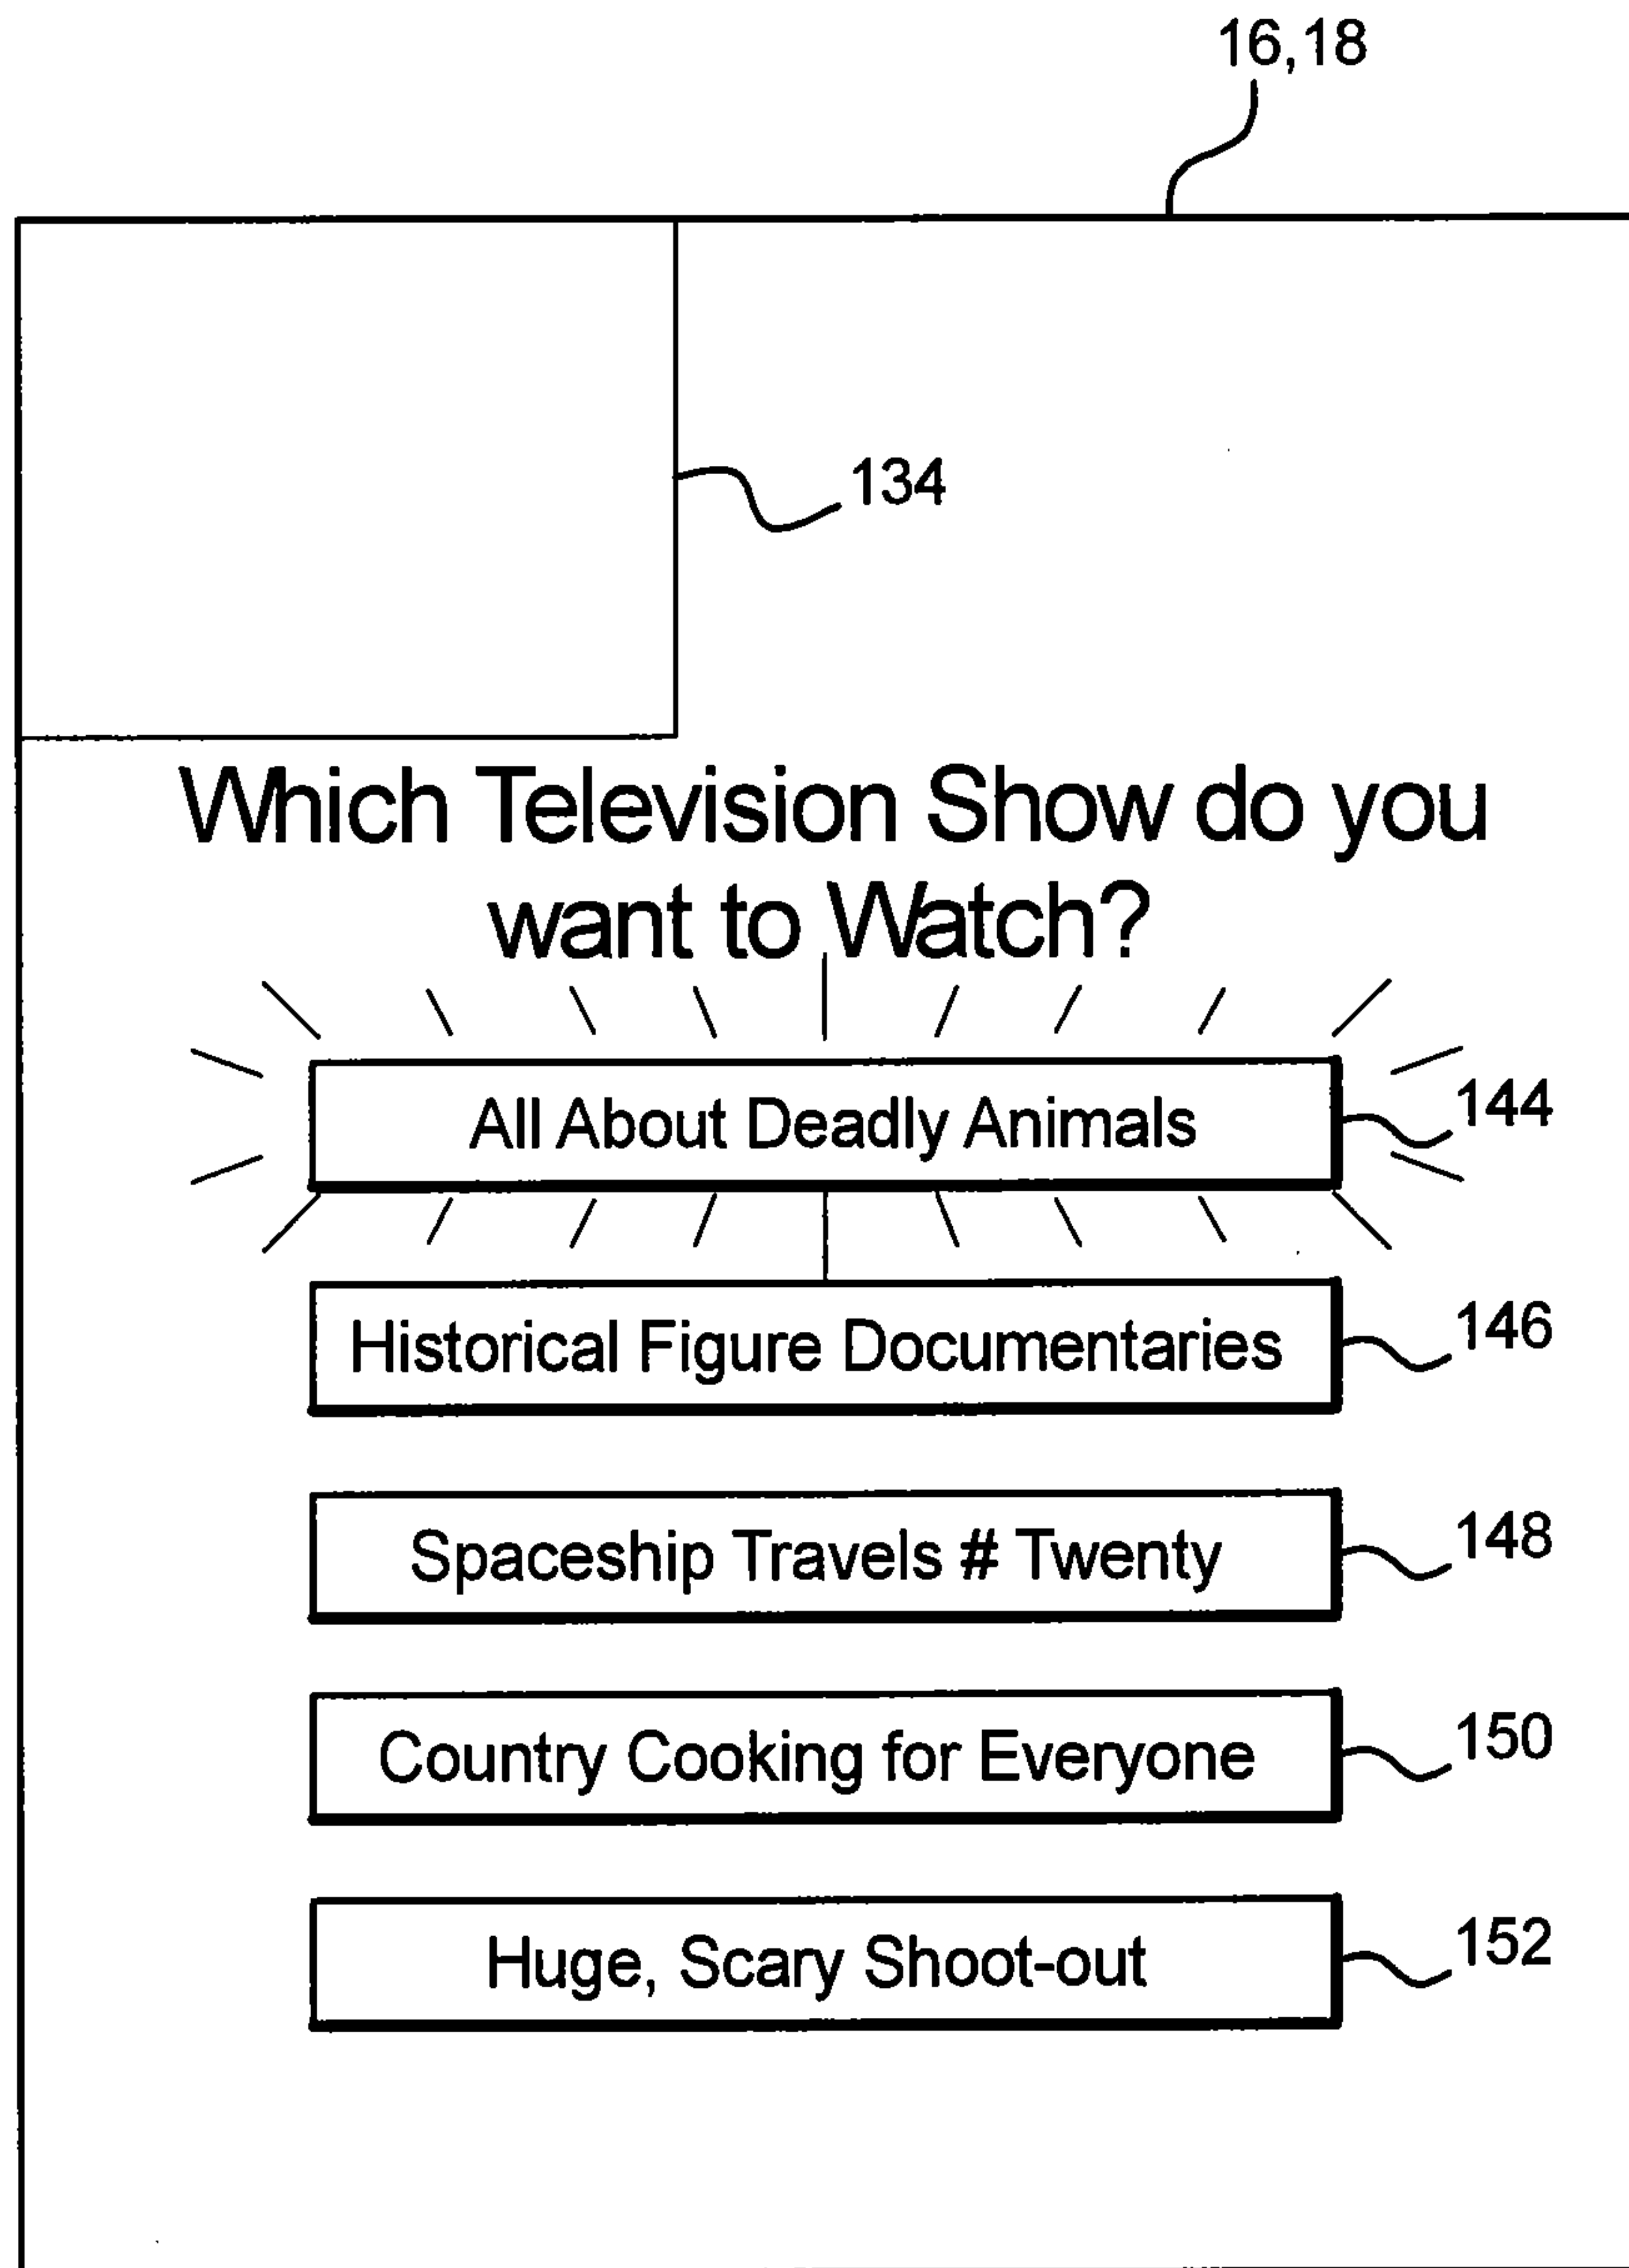 16,18
134
Which Television Show do you
want to Watch?
All About Deadly Animals
144
Historical Figure Documentaries
146
Spaceship Travels # Twenty
148
Country Cooking for Everyone
150
Huge, Scary Shoot-out
152